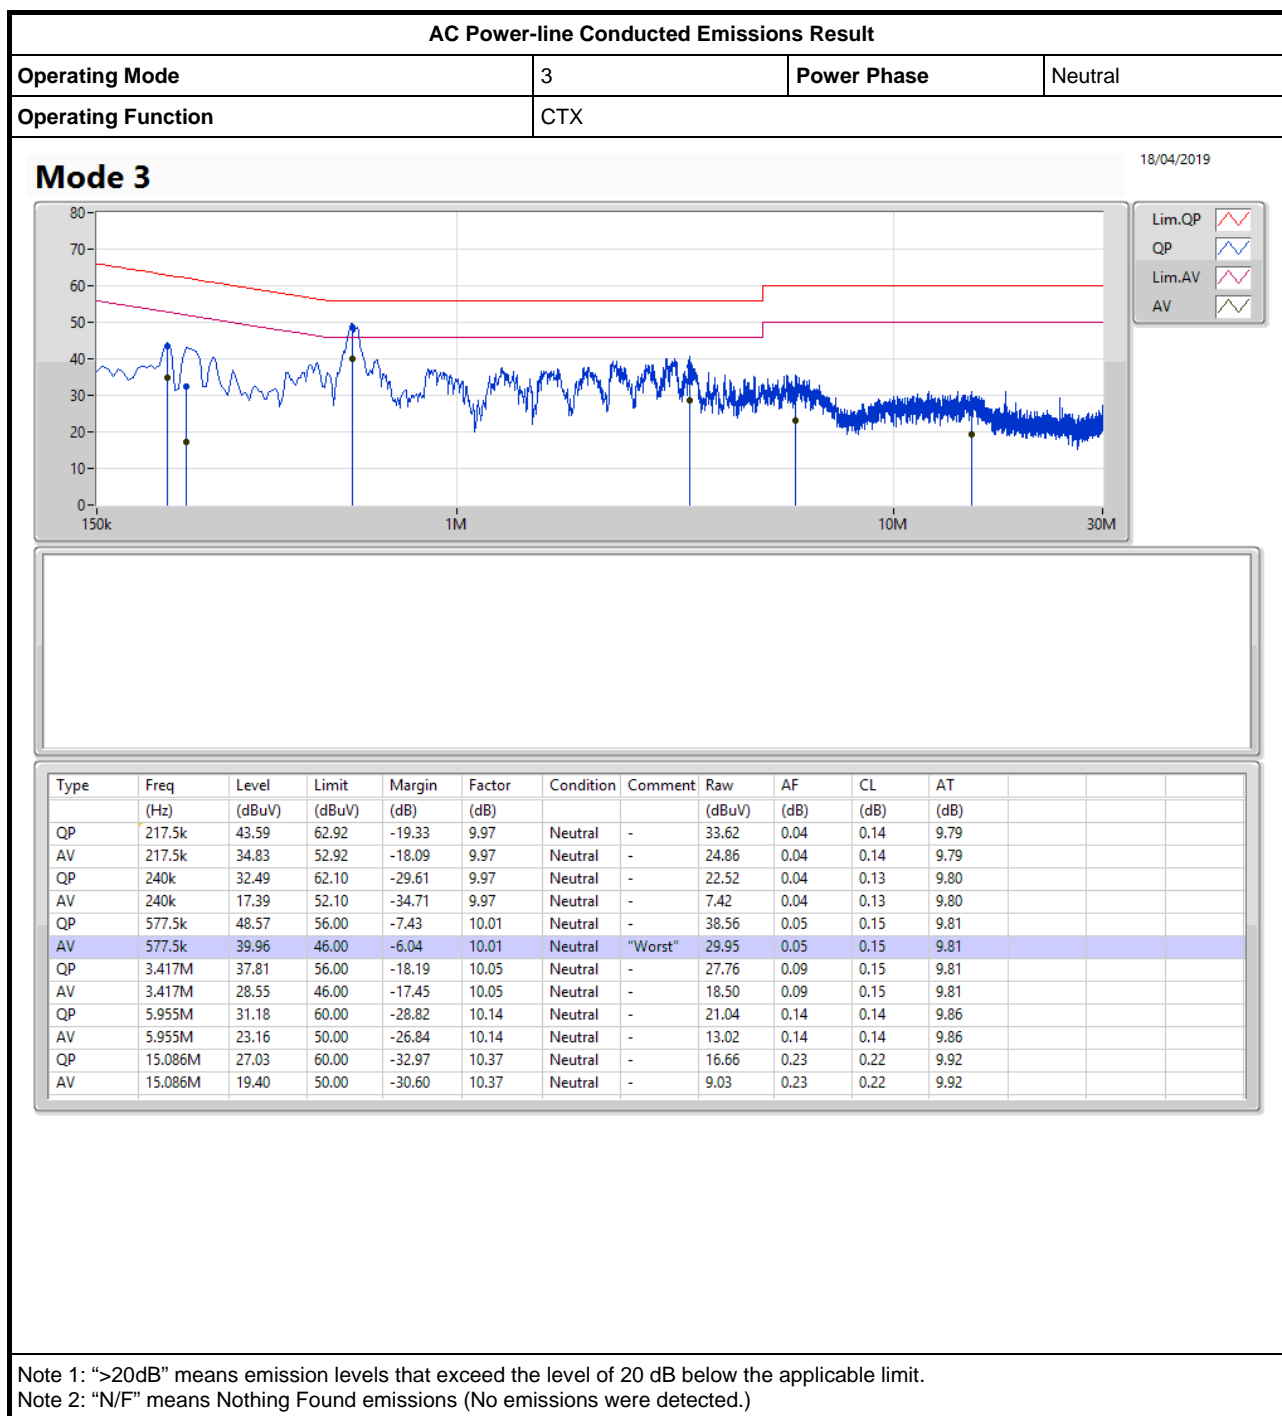 AC Power-line Conducted Emissions Result
Operating Mode 3 Power Phase Neutral
Operating Function CTX
18/04/2019
Mode 3
80
70
60
50
40
30
20
10
0
150k 1M 10M 30M
Lim.QP
QP
Lim.AV
AV
Type Freq Level Limit Margin Factor Condition Comment Raw AF CL AT
(Hz) (dBuV) (dBuV) (dB) (dB) (dBuV) (dB) (dB) (dB)
QP 217.5k 43.59 62.92 -19.33 9.97 Neutral - 33.62 0.04 0.14 9.79
AV 217.5k 34.83 52.92 -18.09 9.97 Neutral - 24.86 0.04 0.14 9.79
QP 240k 32.49 62.10 -29.61 9.97 Neutral - 22.52 0.04 0.13 9.80
AV 240k 17.39 52.10 -34.71 9.97 Neutral - 7.42 0.04 0.13 9.80
QP 577.5k 48.57 56.00 -7.43 10.01 Neutral - 38.56 0.05 0.15 9.81
AV 577.5k 39.96 46.00 -6.04 10.01 Neutral "Worst" 29.95 0.05 0.15 9.81
QP 3.417M 37.81 56.00 -18.19 10.05 Neutral - 27.76 0.09 0.15 9.81
AV 3.417M 28.55 46.00 -17.45 10.05 Neutral - 18.50 0.09 0.15 9.81
QP 5.955M 31.18 60.00 -28.82 10.14 Neutral - 21.04 0.14 0.14 9.86
AV 5.955M 23.16 50.00 -26.84 10.14 Neutral - 13.02 0.14 0.14 9.86
QP 15.086M 27.03 60.00 -32.97 10.37 Neutral - 16.66 0.23 0.22 9.92
AV 15.086M 19.40 50.00 -30.60 10.37 Neutral - 9.03 0.23 0.22 9.92
Note 1: “>20dB” means emission levels that exceed the level of 20 dB below the applicable limit.
Note 2: “N/F” means Nothing Found emissions (No emissions were detected.)